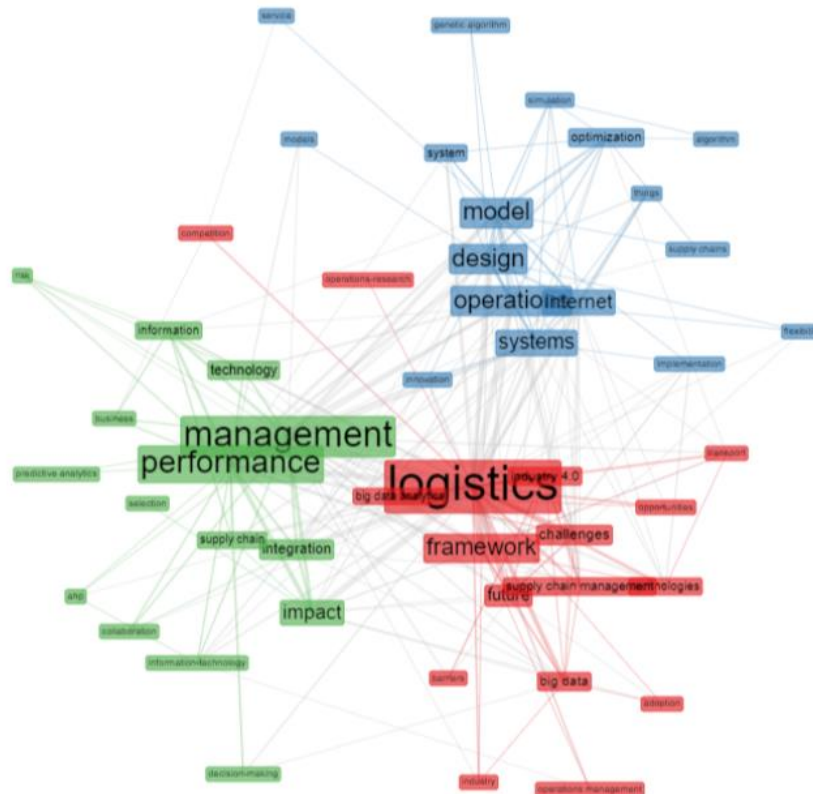 service
genetic algorithm
simulation
models
system
optimization
algorithm
things
model
competition
supply chains
design
risk
operations-research
operation
internet
information
flexibili
systems
technology
implementation
innovation
business
management
transport
performance
predictive analytics
logistics
industry 4.0
big data analytics
selection
opportunities
supply chain
challenges
integration
framework
supply chain management
nologies
ahp
future
impact
collaboration
information-technology
barriers
big data
adoption
decision-making
industry
operations management